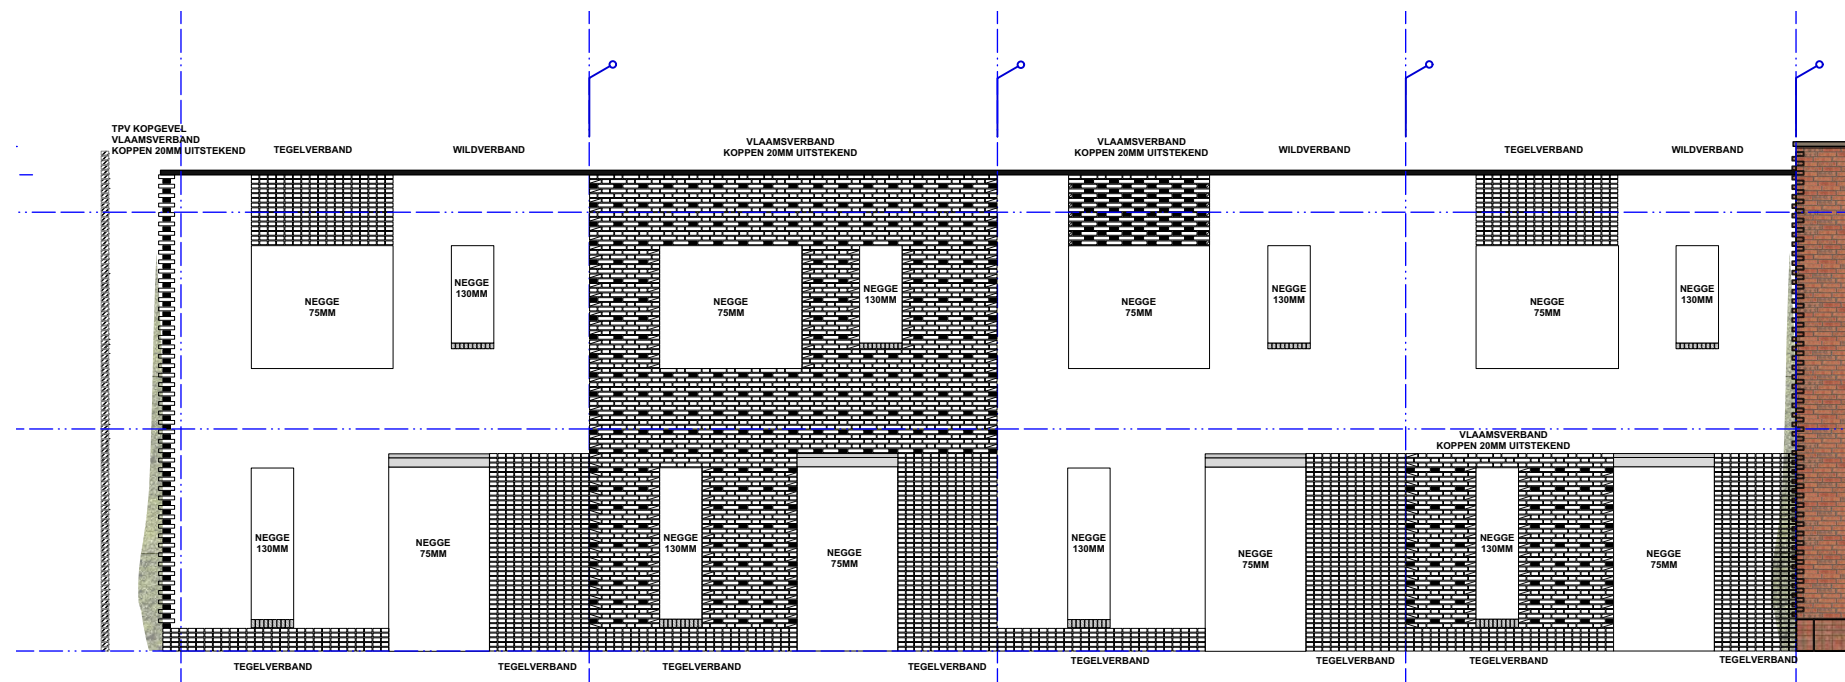 TPV KOPGEVEL
VLAAMSVERBAND
KOPPEN 20MM UITSTEKEND
TEGELVERBAND
WILDVERBAND
VLAAMSVERBAND
KOPPEN 20MM UITSTEKEND
VLAAMSVERBAND
KOPPEN 20MM UITSTEKEND
WILDVERBAND
TEGELVERBAND
WILDVERBAND
NEGGE
75MM
NEGGE
130MM
NEGGE
75MM
NEGGE
130MM
NEGGE
75MM
NEGGE
130MM
NEGGE
75MM
NEGGE
130MM
VLAAMSVERBAND
KOPPEN 20MM UITSTEKEND
NEGGE
130MM
NEGGE
75MM
NEGGE
130MM
NEGGE
75MM
NEGGE
130MM
NEGGE
75MM
NEGGE
130MM
NEGGE
75MM
TEGELVERBAND
TEGELVERBAND
TEGELVERBAND
TEGELVERBAND
TEGELVERBAND
TEGELVERBAND
TEGELVERBAND
TEGELVERBAND